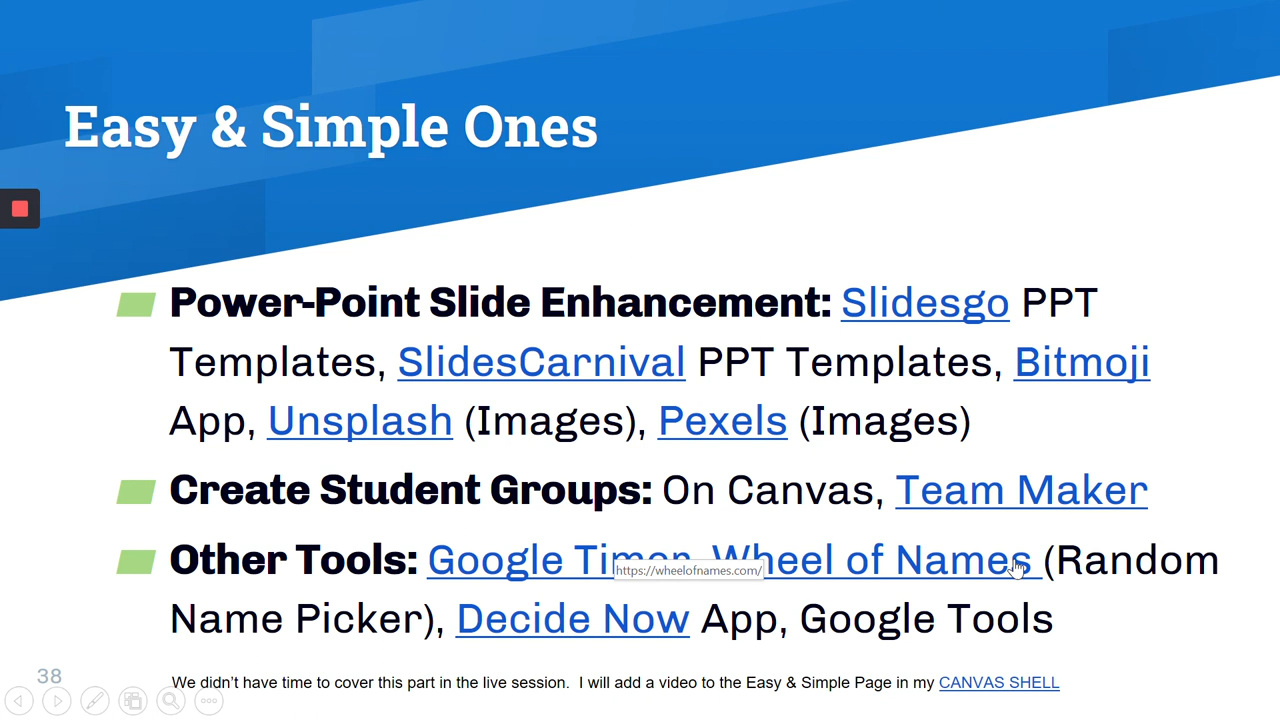 Easy & Simple Ones
Power-Point Slide Enhancement: Slidesgo PPT
Templates, SlidesCarnival PPT Templates, Bitmoji
App, Unsplash (Images), Pexels (Images)
Create Student Groups: On Canvas, Team Maker
Other Tools: Google Timer, Wheel of Names (Random
https://wheelofnames.com/
Name Picker), Decide Now App, Google Tools
We didn’t have time to cover this part in the live session.  I will add a video to the Easy & Simple Page in my CANVAS SHELL
38